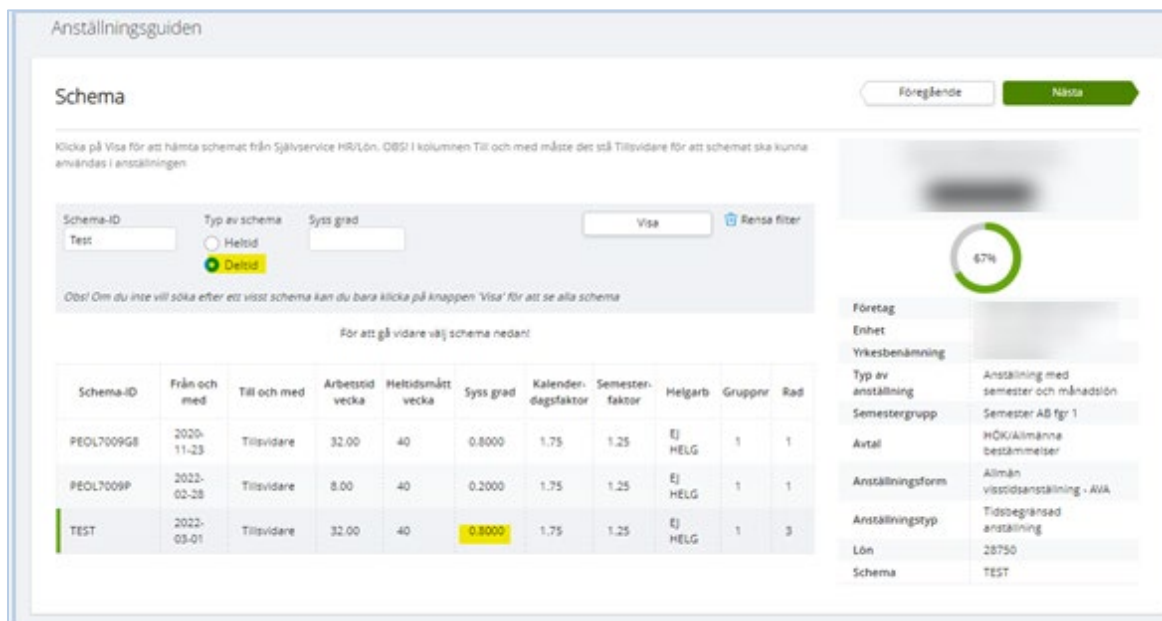 Anställningsguiden
Schema
Föregående
Nästa
Klicka på Visa för att hämta schemat från Självservice HR/Lön. OBS! I kolumnen Till och med måste det stå Tillsvidare för att schemat ska kunna
användas i anställningen
Schema-ID Typ av schema Syss grad
Test
Heltid
Deltid
Visa
Rensa filter
Obs! Om du inte vill söka efter ett visst schema kan du bara klicka på knappen 'Visa' för att se alla schema
För att gå vidare välj schema nedan!
Schema-ID Från och med Till och med Arbetstid vecka Heltidsmått vecka Syss grad Kalender-dagsfaktor Semester-faktor Helgarb Gruppnr Rad
PEOL7009G8 2020-11-23 Tillsvidare 32.00 40 0.8000 1.75 1.25 EJ HELG 1 1
PEOL7009P 2022-02-28 Tillsvidare 8.00 40 0.2000 1.75 1.25 EJ HELG 1 1
TEST 2022-03-01 Tillsvidare 32.00 40 0.8000 1.75 1.25 EJ HELG 1 3
67%
Företag
Enhet
Yrkesbenämning
Typ av anställning Anställning med semester och månadslön
Semestergrupp Semester AB fgr 1
Avtal HÖK/Allmänna bestämmelser
Anställningsform Allmän visstidsanställning - AVA
Anställningstyp Tidsbegränsad anställning
Lön 28750
Schema TEST